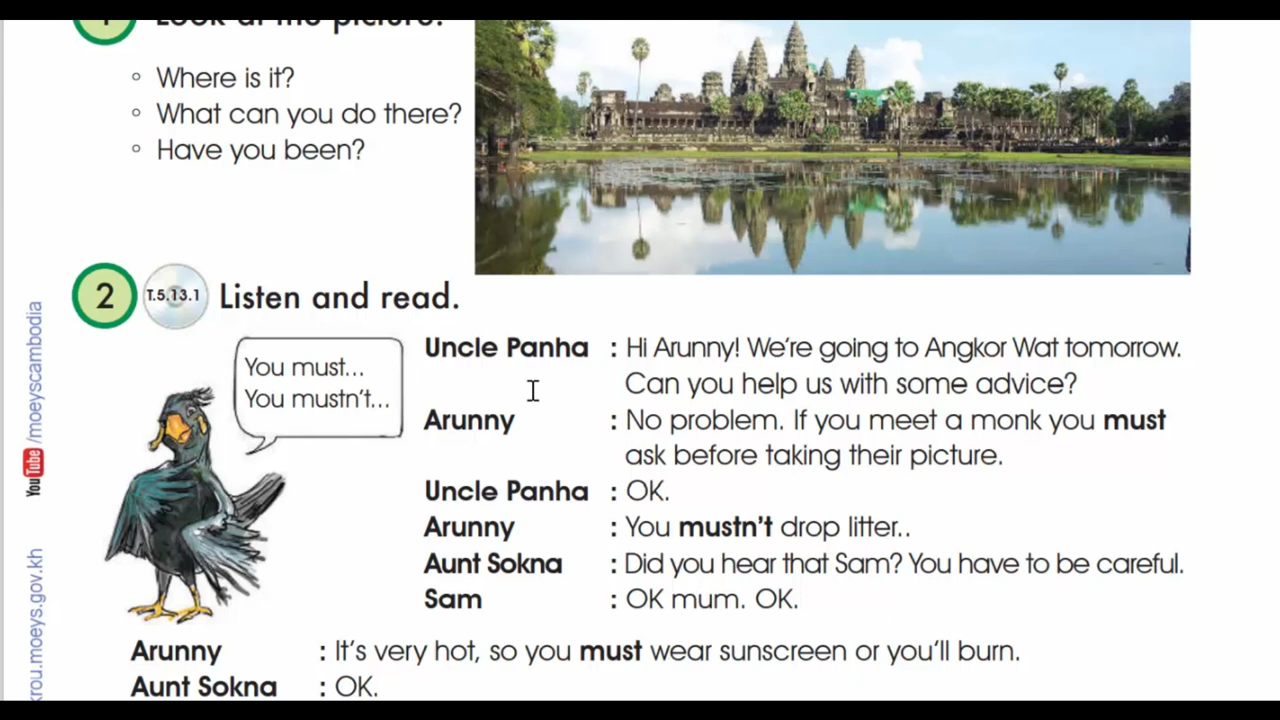 1 Look at the picture.
Where is it?
What can you do there?
Have you been?
2 T.5.13.1 Listen and read.
You must...
You mustn't...
Uncle Panha : Hi Arunny! We're going to Angkor Wat tomorrow.
Can you help us with some advice?
Arunny : No problem. If you meet a monk you must
ask before taking their picture.
Uncle Panha : OK.
Arunny : You mustn't drop litter..
Aunt Sokna : Did you hear that Sam? You have to be careful.
Sam : OK mum. OK.
Arunny : It's very hot, so you must wear sunscreen or you'll burn.
Aunt Sokna : OK.
YouTube /moeyscambodia
krou.moeys.gov.kh